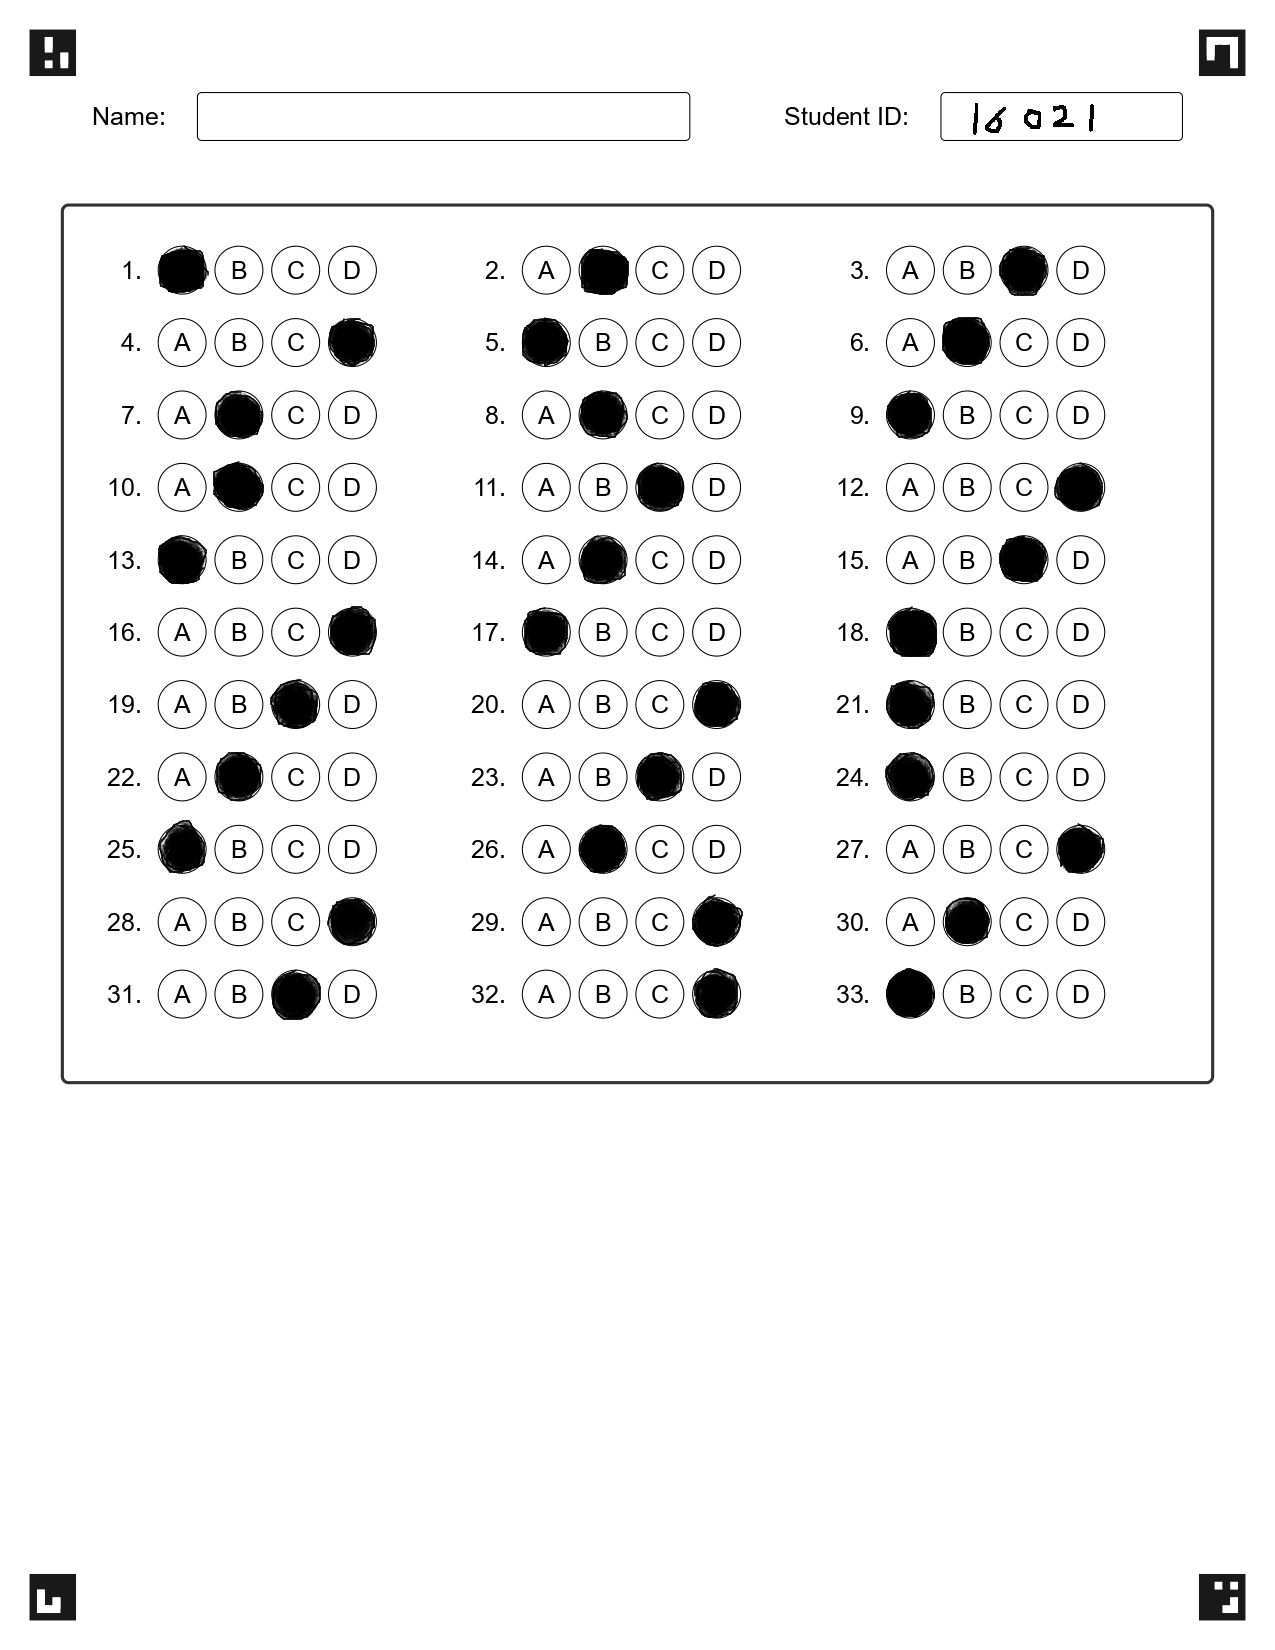 Name: Student ID: 16021
1. B C D 2. A C D 3. A B D
4. A B C 5. B C D 6. A C D
7. A C D 8. A C D 9. B C D
10. A C D 11. A B D 12. A B C
13. B C D 14. A C D 15. A B D
16. A B C 17. B C D 18. B C D
19. A B D 20. A B C 21. B C D
22. A C D 23. A B D 24. B C D
25. B C D 26. A C D 27. A B C
28. A B C 29. A B C 30. A C D
31. A B D 32. A B C 33. B C D